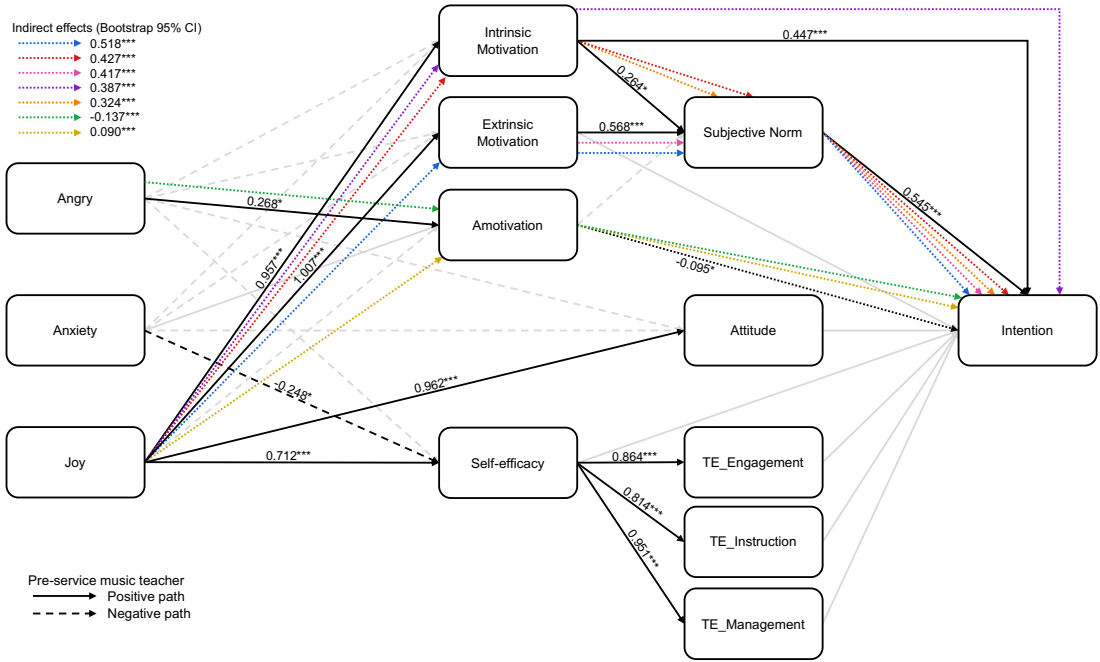 Indirect effects (Bootstrap 95% CI)
0.518***
0.427***
0.417***
0.387***
0.324***
-0.137***
0.090***
Intrinsic
Motivation
0.447***
0.264*
Extrinsic
Motivation
0.568***
Subjective Norm
Angry
0.268*
Amotivation
0.545***
0.957***
1.007***
-0.095*
Anxiety
Attitude
Intention
-0.248*
0.962***
Joy
0.712***
Self-efficacy
0.864***
TE_Engagement
0.814***
TE_Instruction
0.951***
TE_Management
Pre-service music teacher
Positive path
Negative path